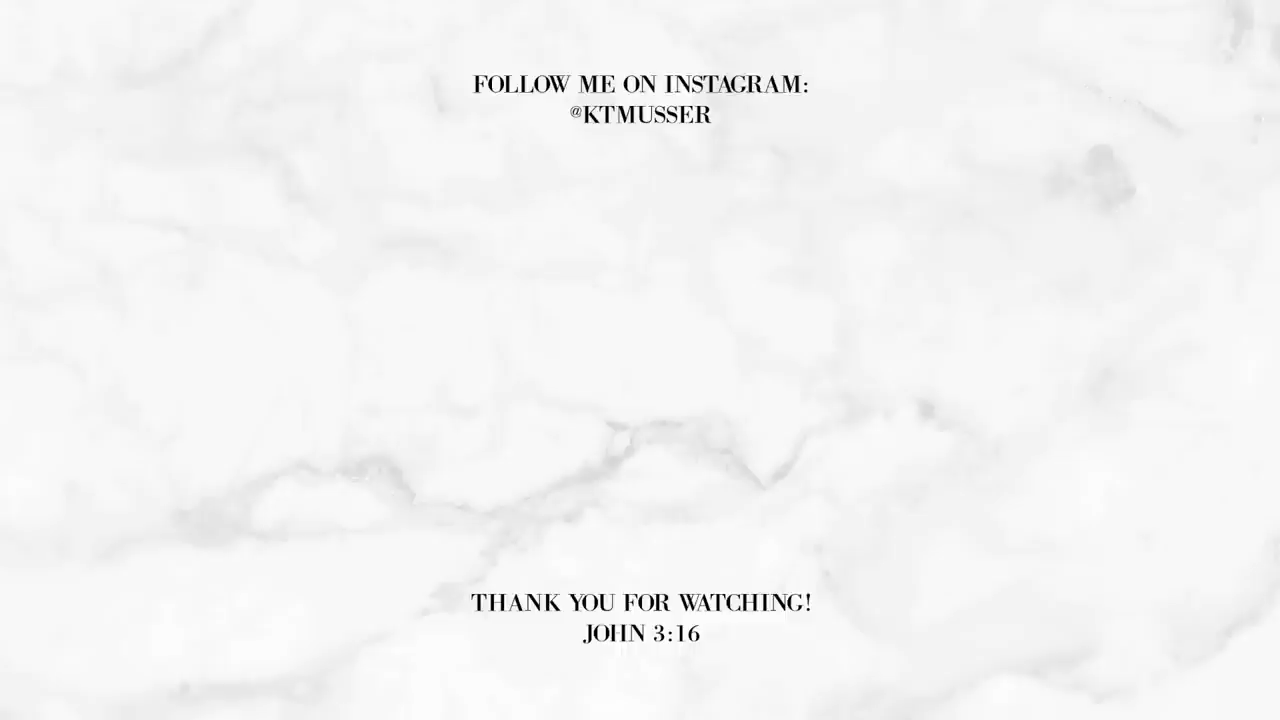 FOLLOW ME ON INSTAGRAM:
@KTMUSSER
THANK YOU FOR WATCHING!
JOHN 3:16